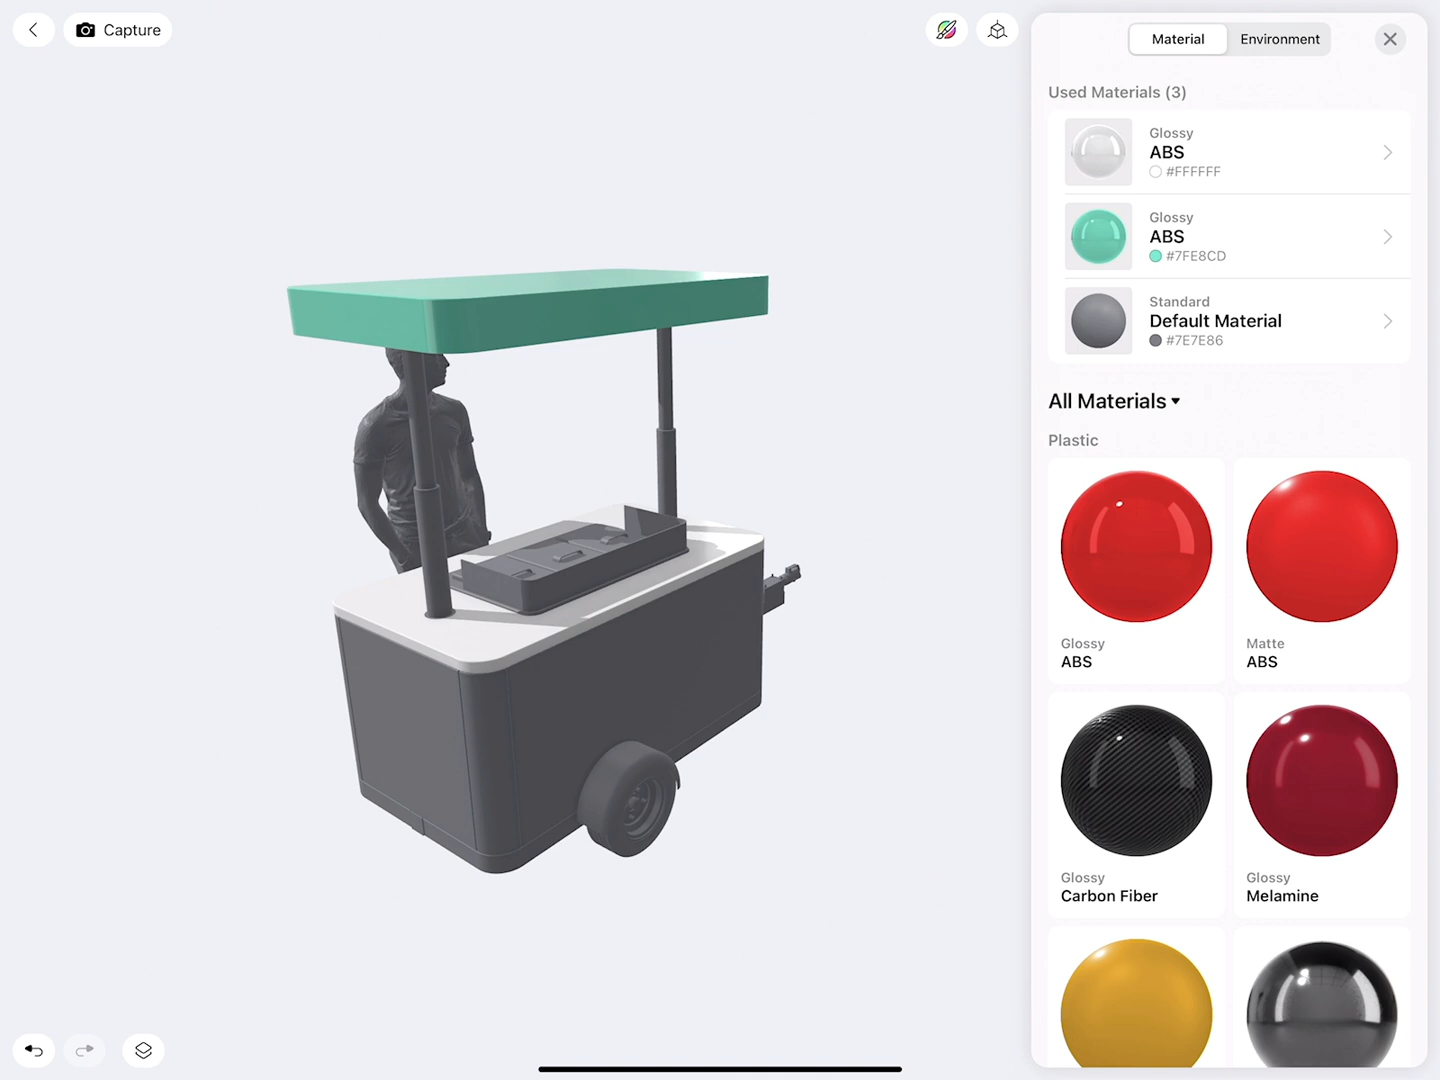 Capture
Material
Environment
Used Materials (3)
Glossy
ABS
#FFFFFF
Glossy
ABS
#7FE8CD
Standard
Default Material
#7E7E86
All Materials
Plastic
Glossy
ABS
Matte
ABS
Glossy
Carbon Fiber
Glossy
Melamine